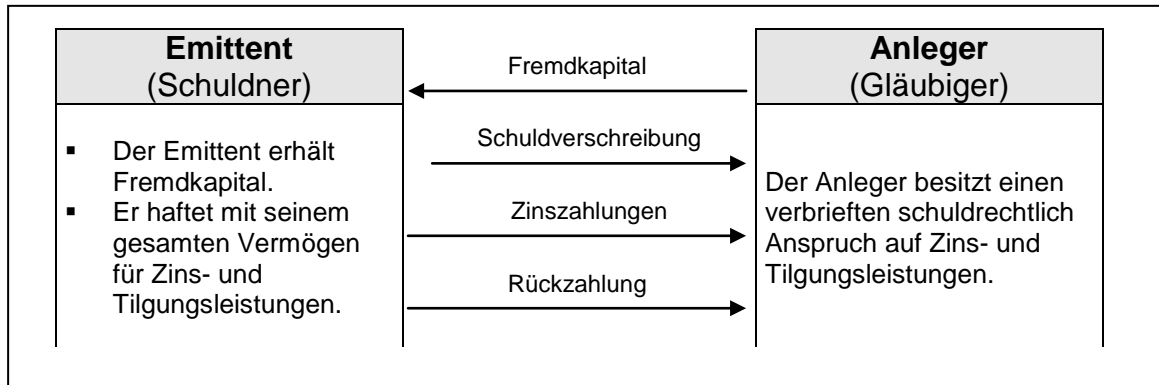 Emittent
(Schuldner)
▪ Der Emittent erhält
Fremdkapital.
▪ Er haftet mit seinem
gesamten Vermögen
für Zins- und
Tilgungsleistungen.
Fremdkapital
Schuldverschreibung
Zinszahlungen
Rückzahlung
Anleger
(Gläubiger)
Der Anleger besitzt einen
verbrieften schuldrechtlich
Anspruch auf Zins- und
Tilgungsleistungen.